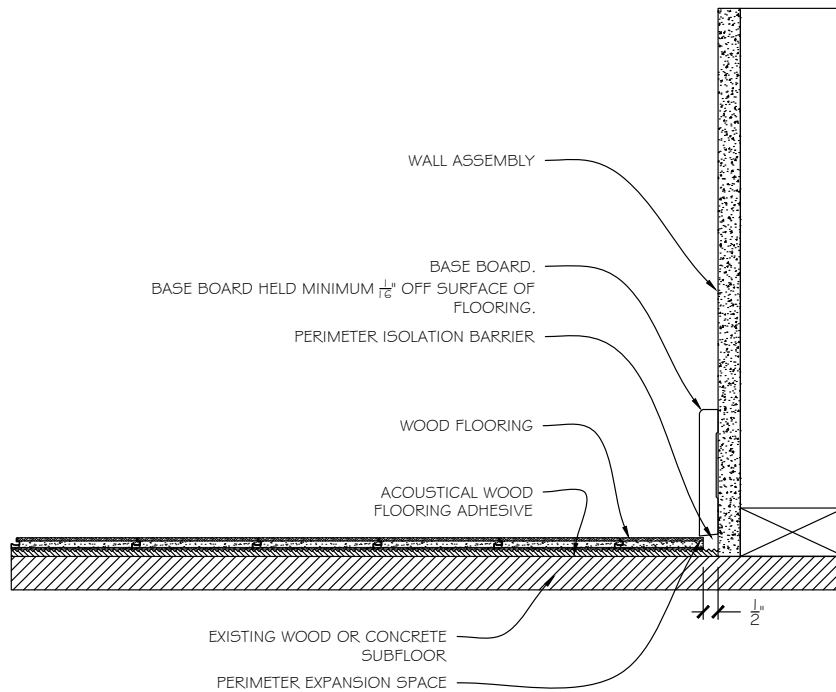 WALL ASSEMBLY
BASE BOARD.
BASE BOARD HELD MINIMUM 1/16" OFF SURFACE OF
FLOORING.
PERIMETER ISOLATION BARRIER
WOOD FLOORING
ACOUSTICAL WOOD
FLOORING ADHESIVE
1/2"
EXISTING WOOD OR CONCRETE
SUBFLOOR
PERIMETER EXPANSION SPACE